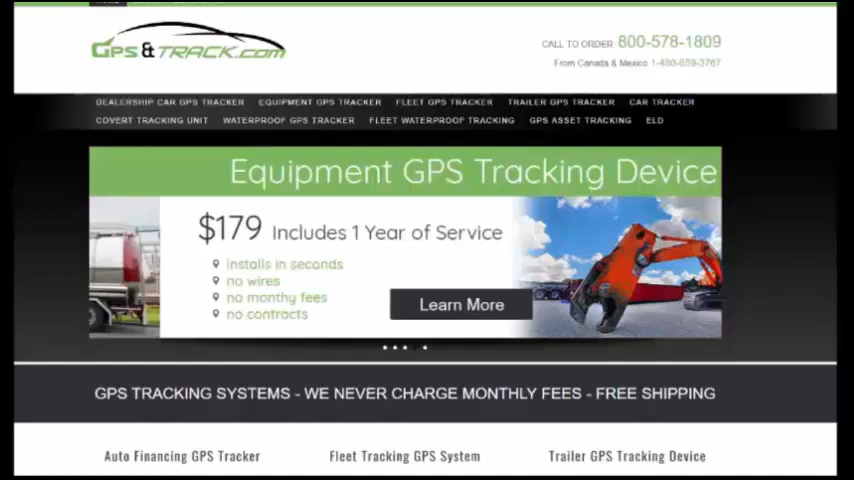 GPS & TRACK.COM
CALL TO ORDER 800-578-1809
From Canada & Mexico 1-480-659-3767
DEALERSHIP CAR GPS TRACKER EQUIPMENT GPS TRACKER FLEET GPS TRACKER TRAILER GPS TRACKER CAR TRACKER
COVERT TRACKING UNIT WATERPROOF GPS TRACKER FLEET WATERPROOF TRACKING GPS ASSET TRACKING ELD
Equipment GPS Tracking Device
$179 Includes 1 Year of Service
installs in seconds
no wires
no monthy fees
no contracts
Learn More
GPS TRACKING SYSTEMS - WE NEVER CHARGE MONTHLY FEES - FREE SHIPPING
Auto Financing GPS Tracker Fleet Tracking GPS System Trailer GPS Tracking Device